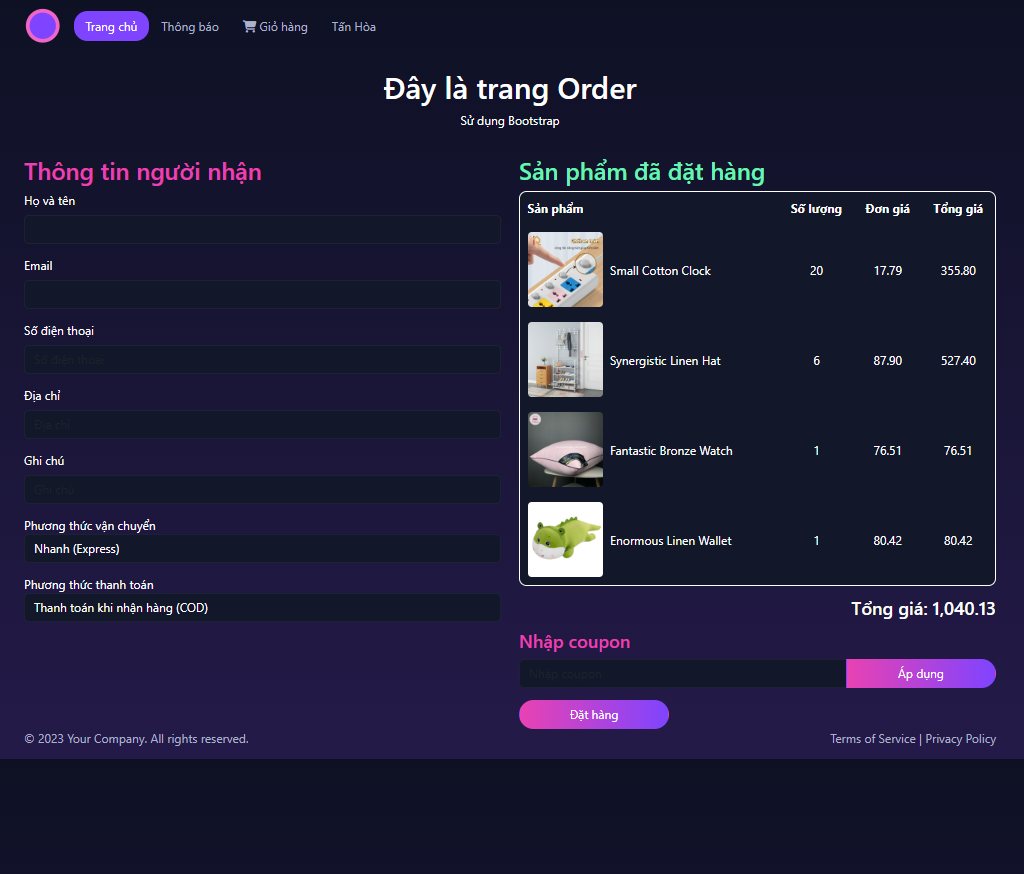 Trang chủ Thông báo Giỏ hàng Tấn Hòa
Đây là trang Order
Sử dụng Bootstrap
Thông tin người nhận
Họ và tên
Email
Số điện thoại
Số điện thoại
Địa chỉ
Địa chỉ
Ghi chú
Ghi chú
Phương thức vận chuyển
Nhanh (Express)
Phương thức thanh toán
Thanh toán khi nhận hàng (COD)
Sản phẩm đã đặt hàng
Sản phẩm Số lượng Đơn giá Tổng giá
Small Cotton Clock 20 17.79 355.80
Synergistic Linen Hat 6 87.90 527.40
Fantastic Bronze Watch 1 76.51 76.51
Enormous Linen Wallet 1 80.42 80.42
Tổng giá: 1,040.13
Nhập coupon
Nhập coupon
Áp dụng
Đặt hàng
© 2023 Your Company. All rights reserved.
Terms of Service | Privacy Policy